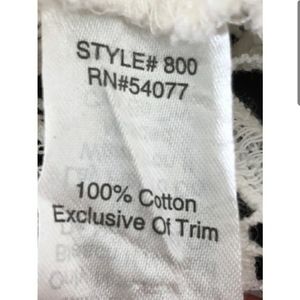 STYLE# 800
RN#54077
100% Cotton
Exclusive Of Trim